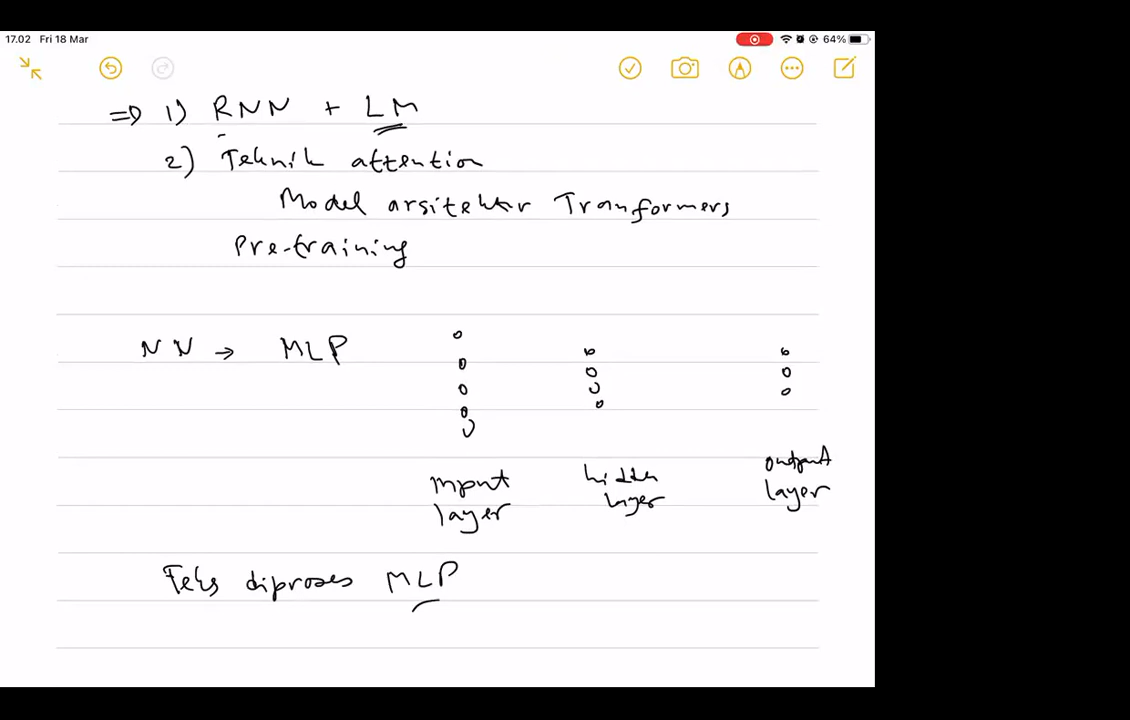 17.02 Fri 18 Mar
64%
⇒ 1) RNN + LM
2) Teknik attention
Model arsitektur Transformers
Pre-training
NN → MLP
input layer
hidden layer
output layer
Teks diproses MLP